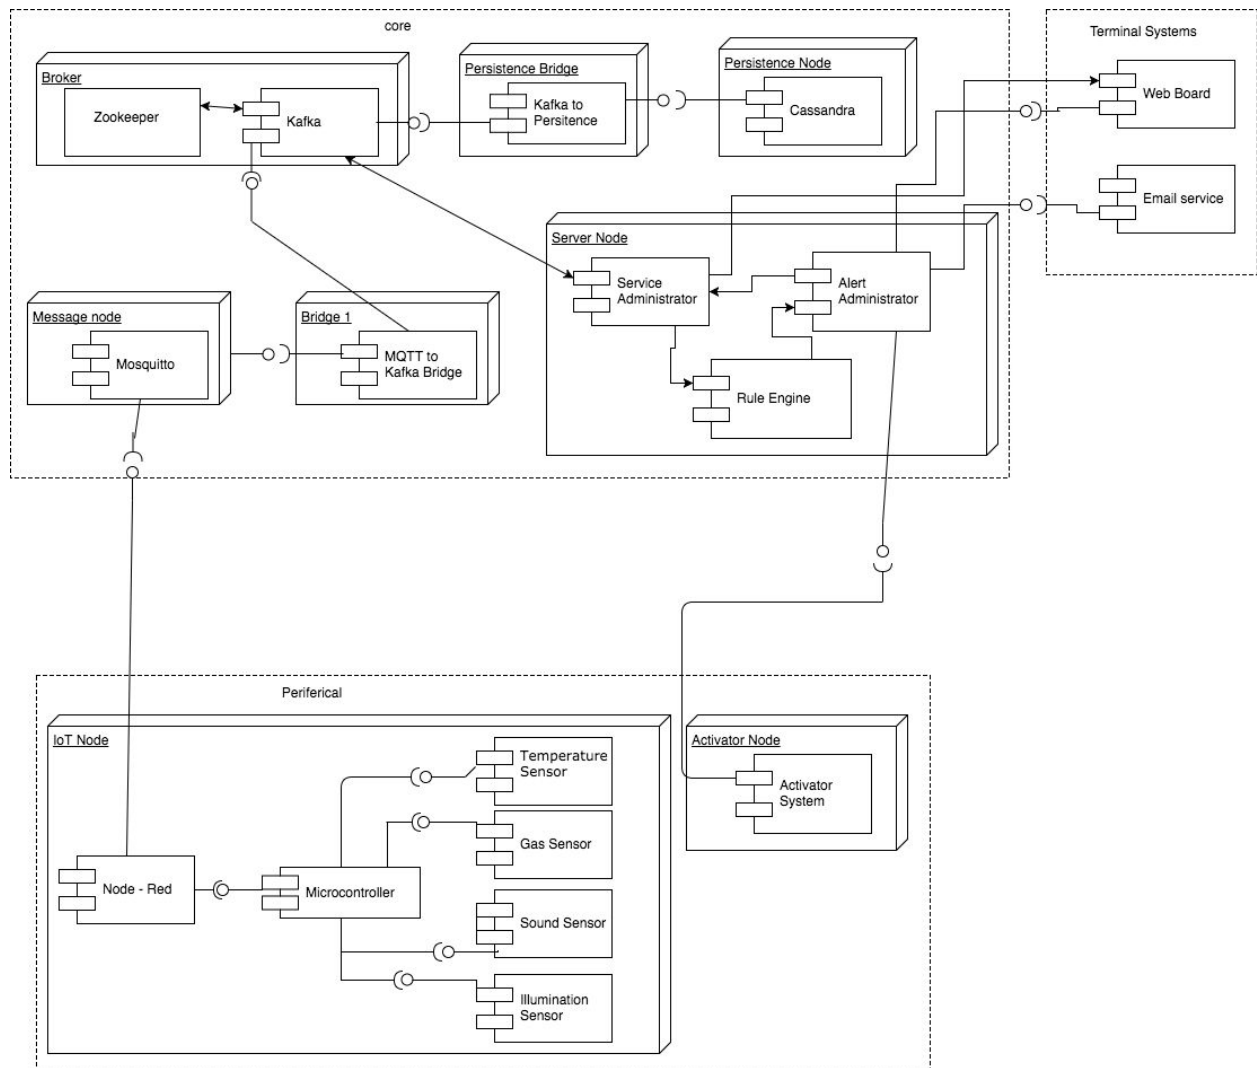 core
Terminal Systems
Broker
Zookeeper
Kafka
Persistence Bridge
Kafka to
Persitence
Persistence Node
Cassandra
Web Board
Email service
Server Node
Service
Administrator
Alert
Administrator
Rule Engine
Message node
Mosquitto
Bridge 1
MQTT to
Kafka Bridge
Periferical
IoT Node
Temperature
Sensor
Gas Sensor
Node - Red
Microcontroller
Sound Sensor
Illumination
Sensor
Activator Node
Activator
System